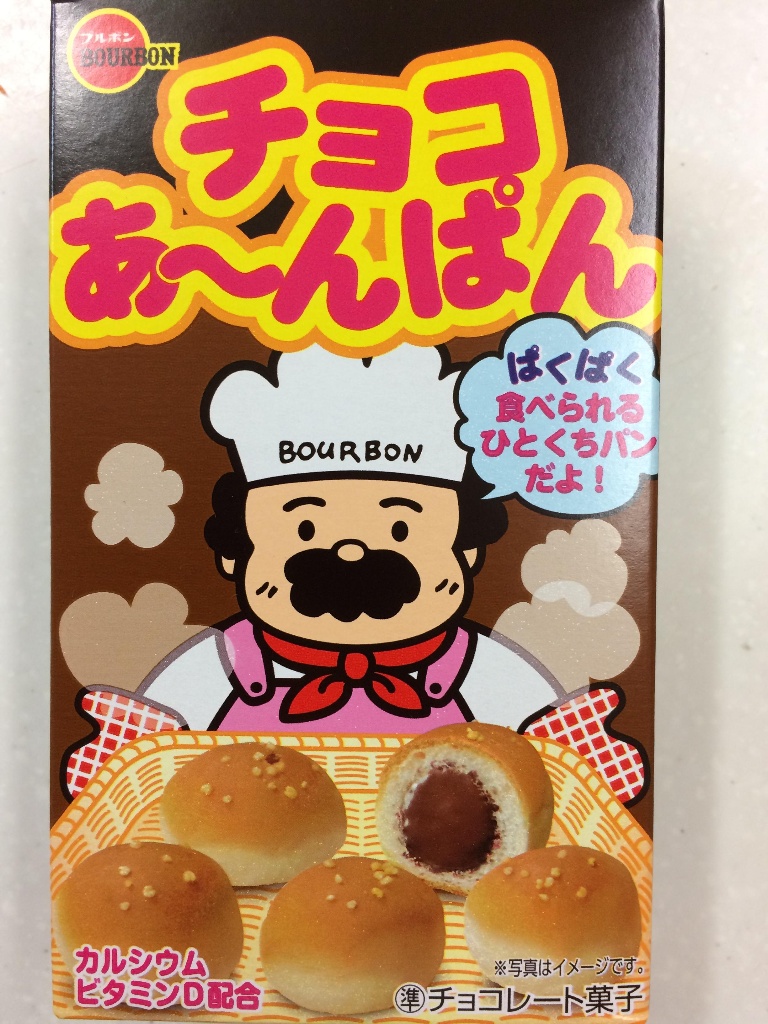 ブルボン
BOURBON
チョコ
あ〜んぱん
ぱくぱく
食べられる
ひとくちパン
だよ！
BOURBON
カルシウム
ビタミンD配合
※写真はイメージです。
㊜チョコレート菓子